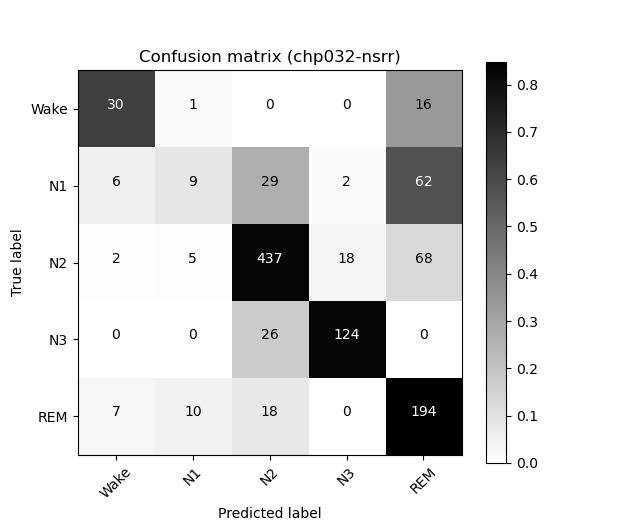 Confusion matrix (chp032-nsrr)
Wake 30 1 0 0 16
N1 6 9 29 2 62
N2 2 5 437 18 68
N3 0 0 26 124 0
REM 7 10 18 0 194
Wake N1 N2 N3 REM
True label
Predicted label
0.8
0.7
0.6
0.5
0.4
0.3
0.2
0.1
0.0